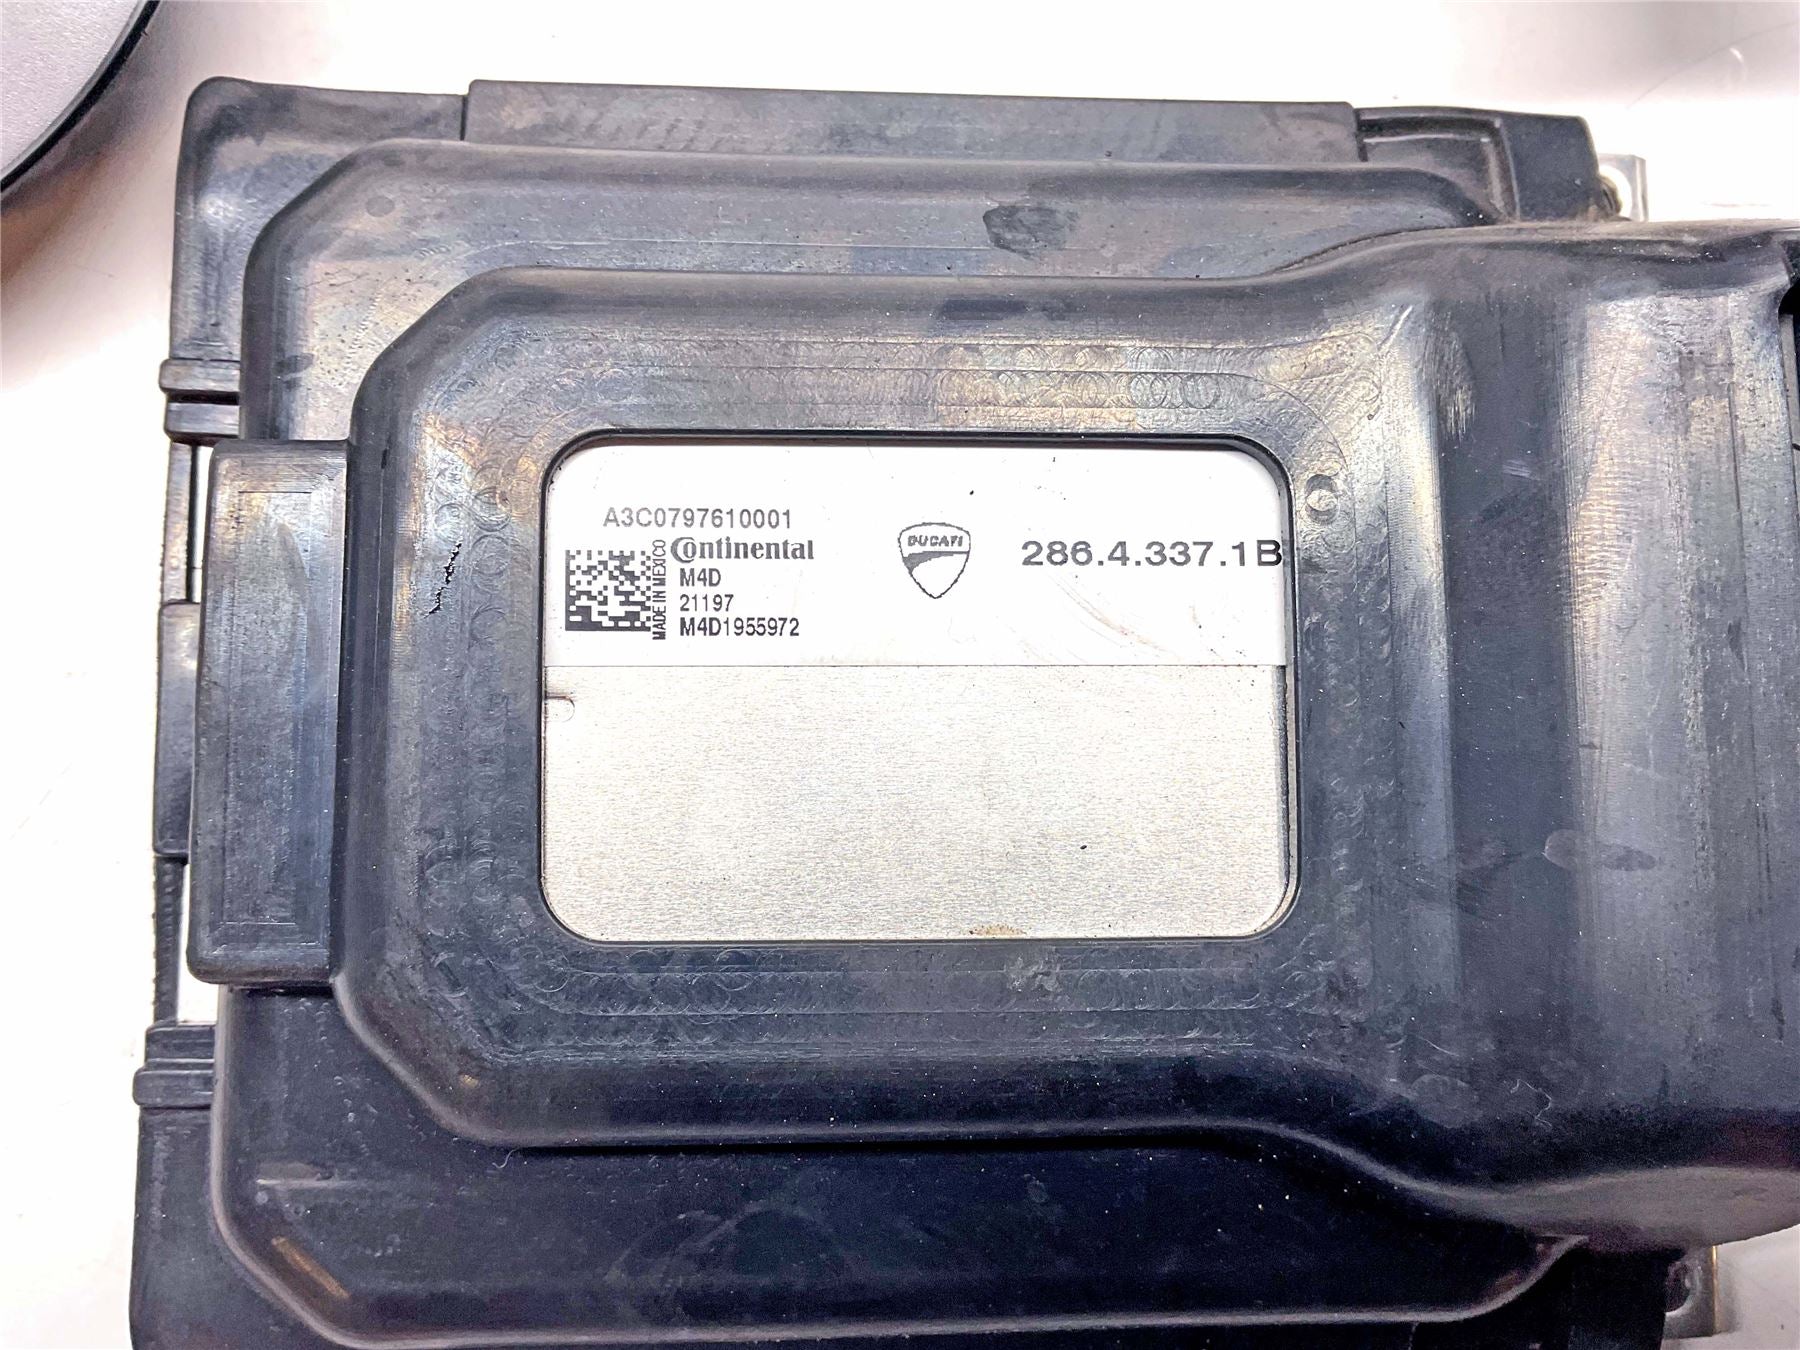 A3C0797610001
Continental
M4D
21197
M4D1955972
MADE IN MEXICO
DUCATI
286.4.337.1B